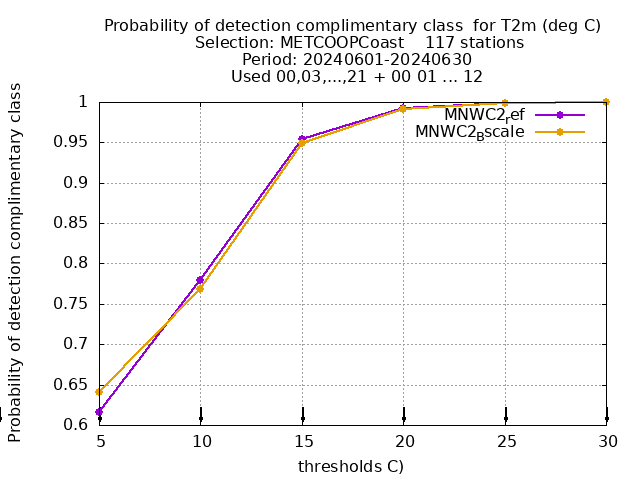 Probability of detection complimentary class  for T2m (deg C)
Selection: METCOOPCoast    117 stations
Period: 20240601-20240630
Used 00,03,...,21 + 00 01 ... 12
Probability of detection complimentary class
1
0.95
0.9
0.85
0.8
0.75
0.7
0.65
0.6
MNWC2ref
MNWC2Bscale
5 10 15 20 25 30
thresholds C)